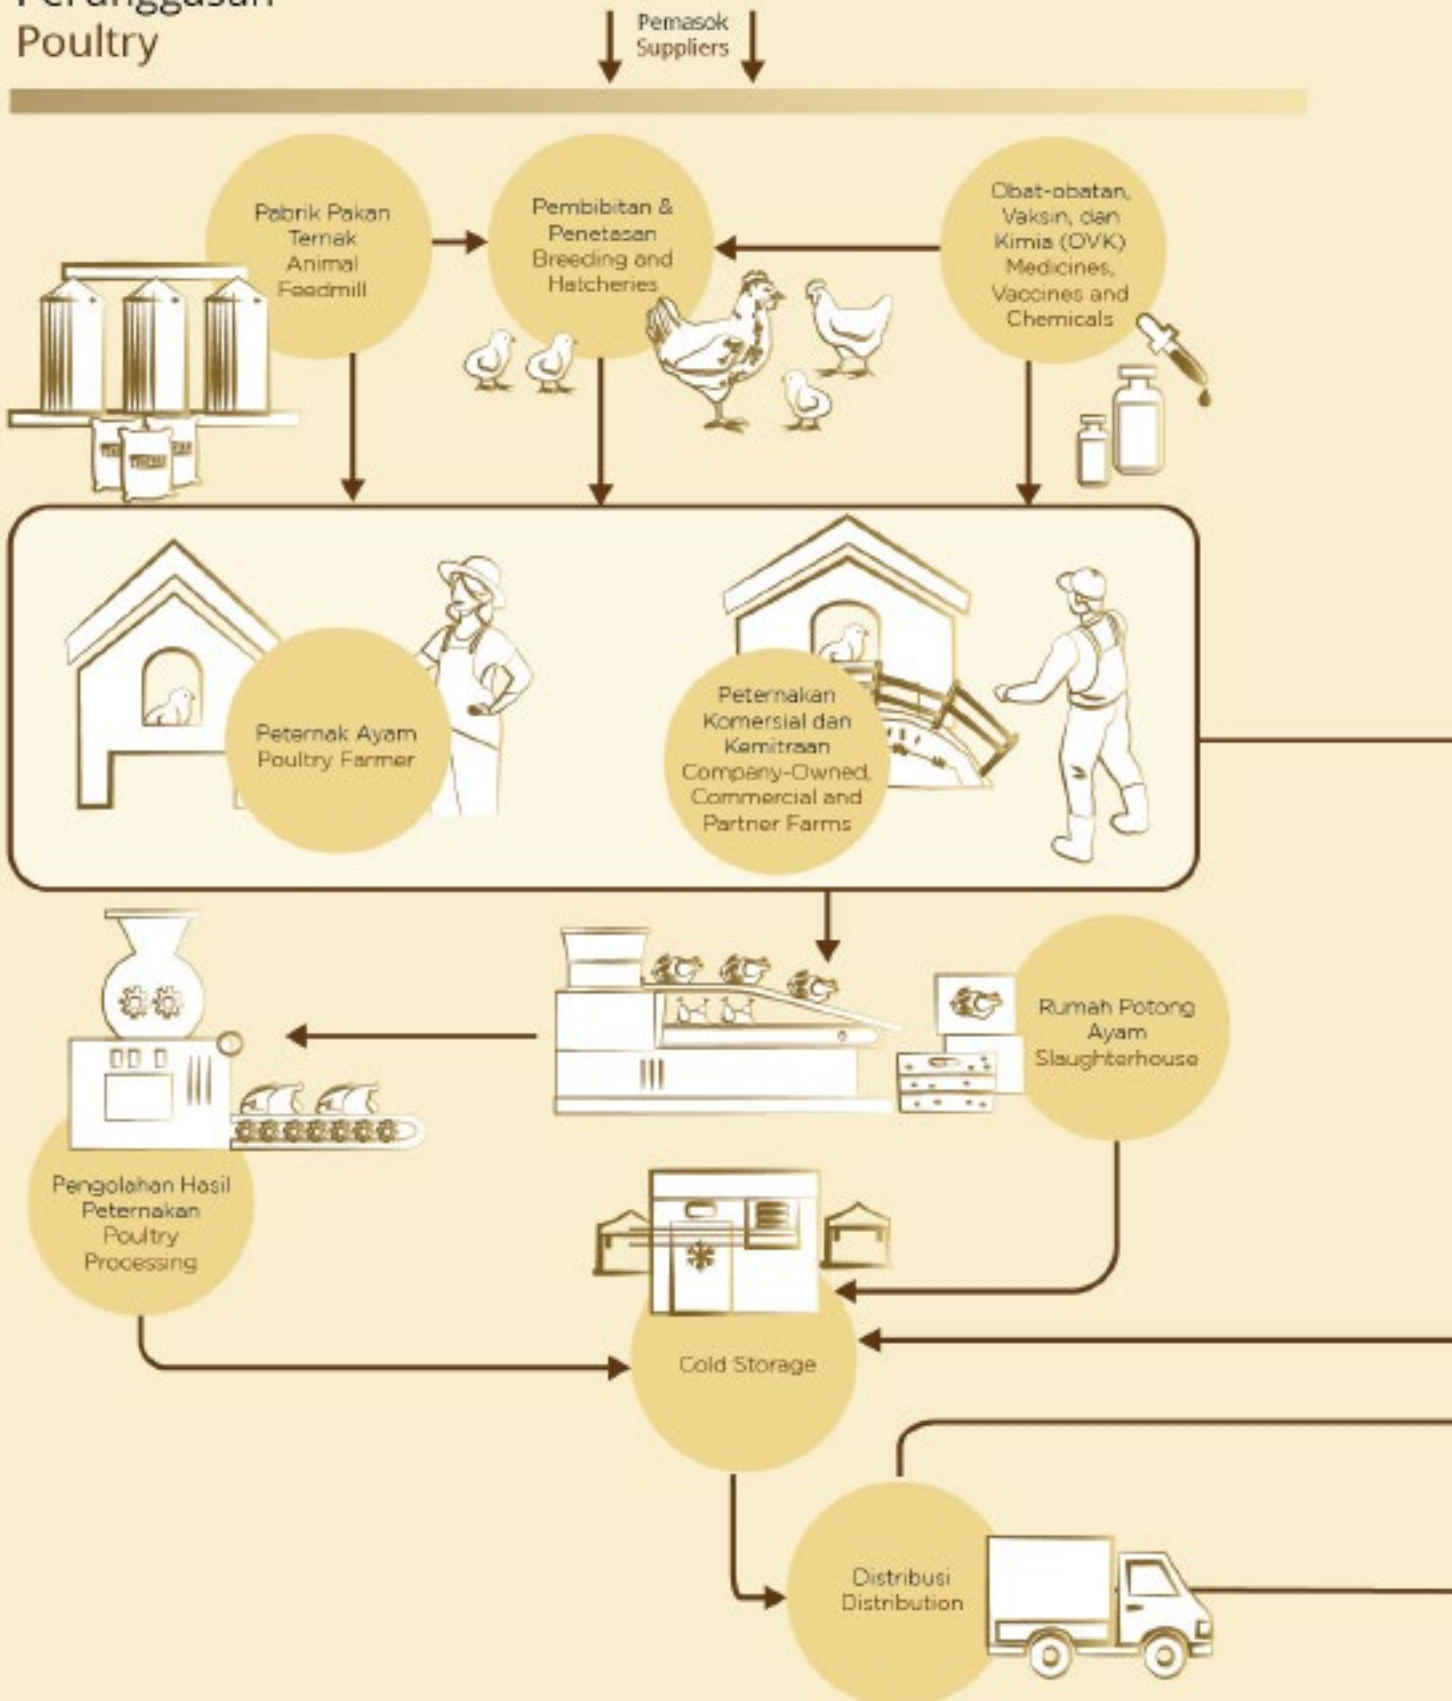 Peranggasan
Poultry
Pemasok
Suppliers
Pabrik Pakan
Ternak
Animal
Feedmill
Pembibitan &
Penetasan
Breeding and
Hatcheries
Obat-obatan,
Vaksin, dan
Kimia (OVK)
Medicines,
Vaccines and
Chemicals
Peternak Ayam
Poultry Farmer
Peternakan
Komersial dan
Kemitraan
Company-Owned,
Commercial and
Partner Farms
Rumah Potong
Ayam
Slaughterhouse
Pengolahan Hasil
Peternakan
Poultry
Processing
Cold Storage
Distribusi
Distribution